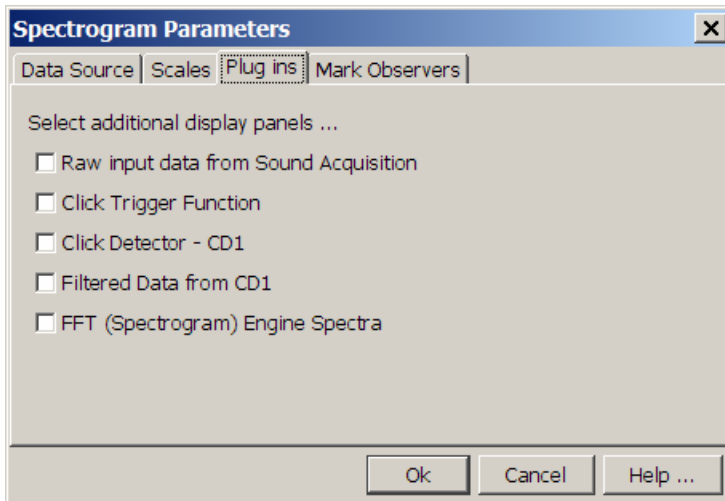 Spectrogram Parameters
Data Source Scales Plug ins Mark Observers
Select additional display panels ...
Raw input data from Sound Acquisition
Click Trigger Function
Click Detector - CD1
Filtered Data from CD1
FFT (Spectrogram) Engine Spectra
Ok Cancel Help ...